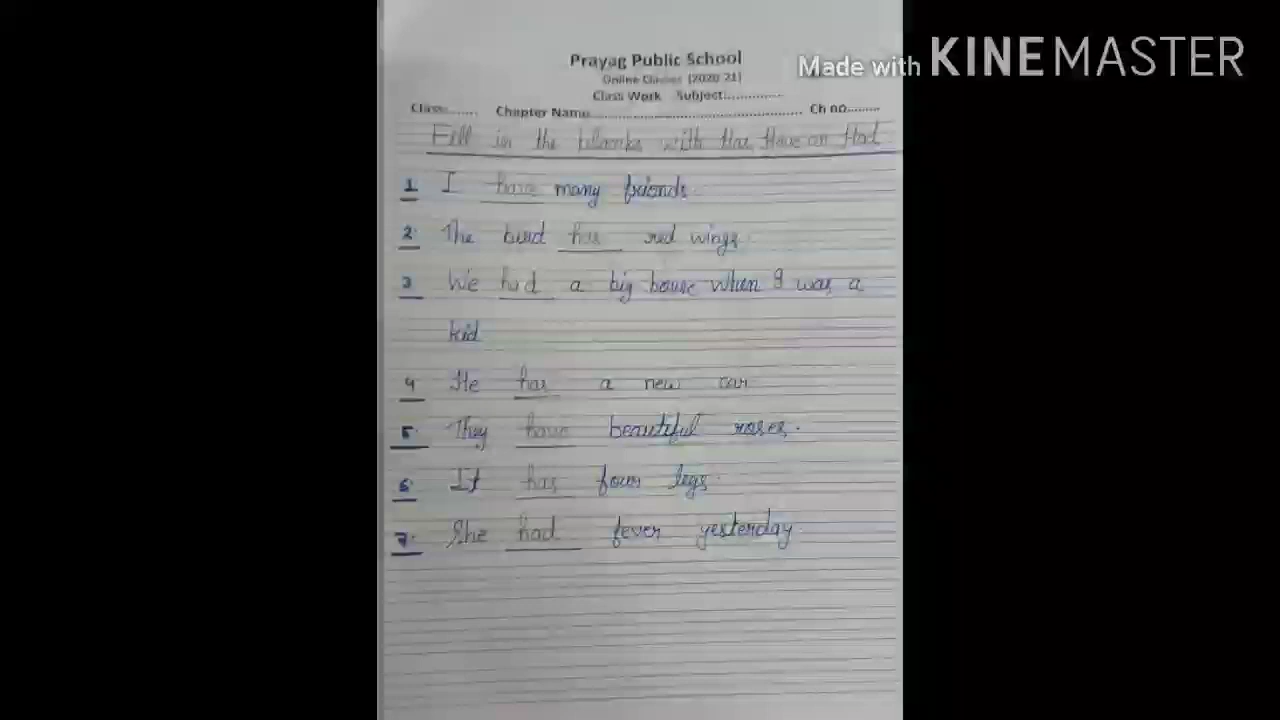 Prayag Public School
Made with KINEMASTER
Online Classes (2020-21)
Class Work Subject:..............
Class:....... Chapter Name............................................................ Ch no.........
Fill in the blanks with Has, Have or Had
1. I have many friends.
2. The bird has red wings.
3. We had a big house when I was a
kid
4. He has a new car
5. They have beautiful roses.
6. It has four legs.
7. She had fever yesterday